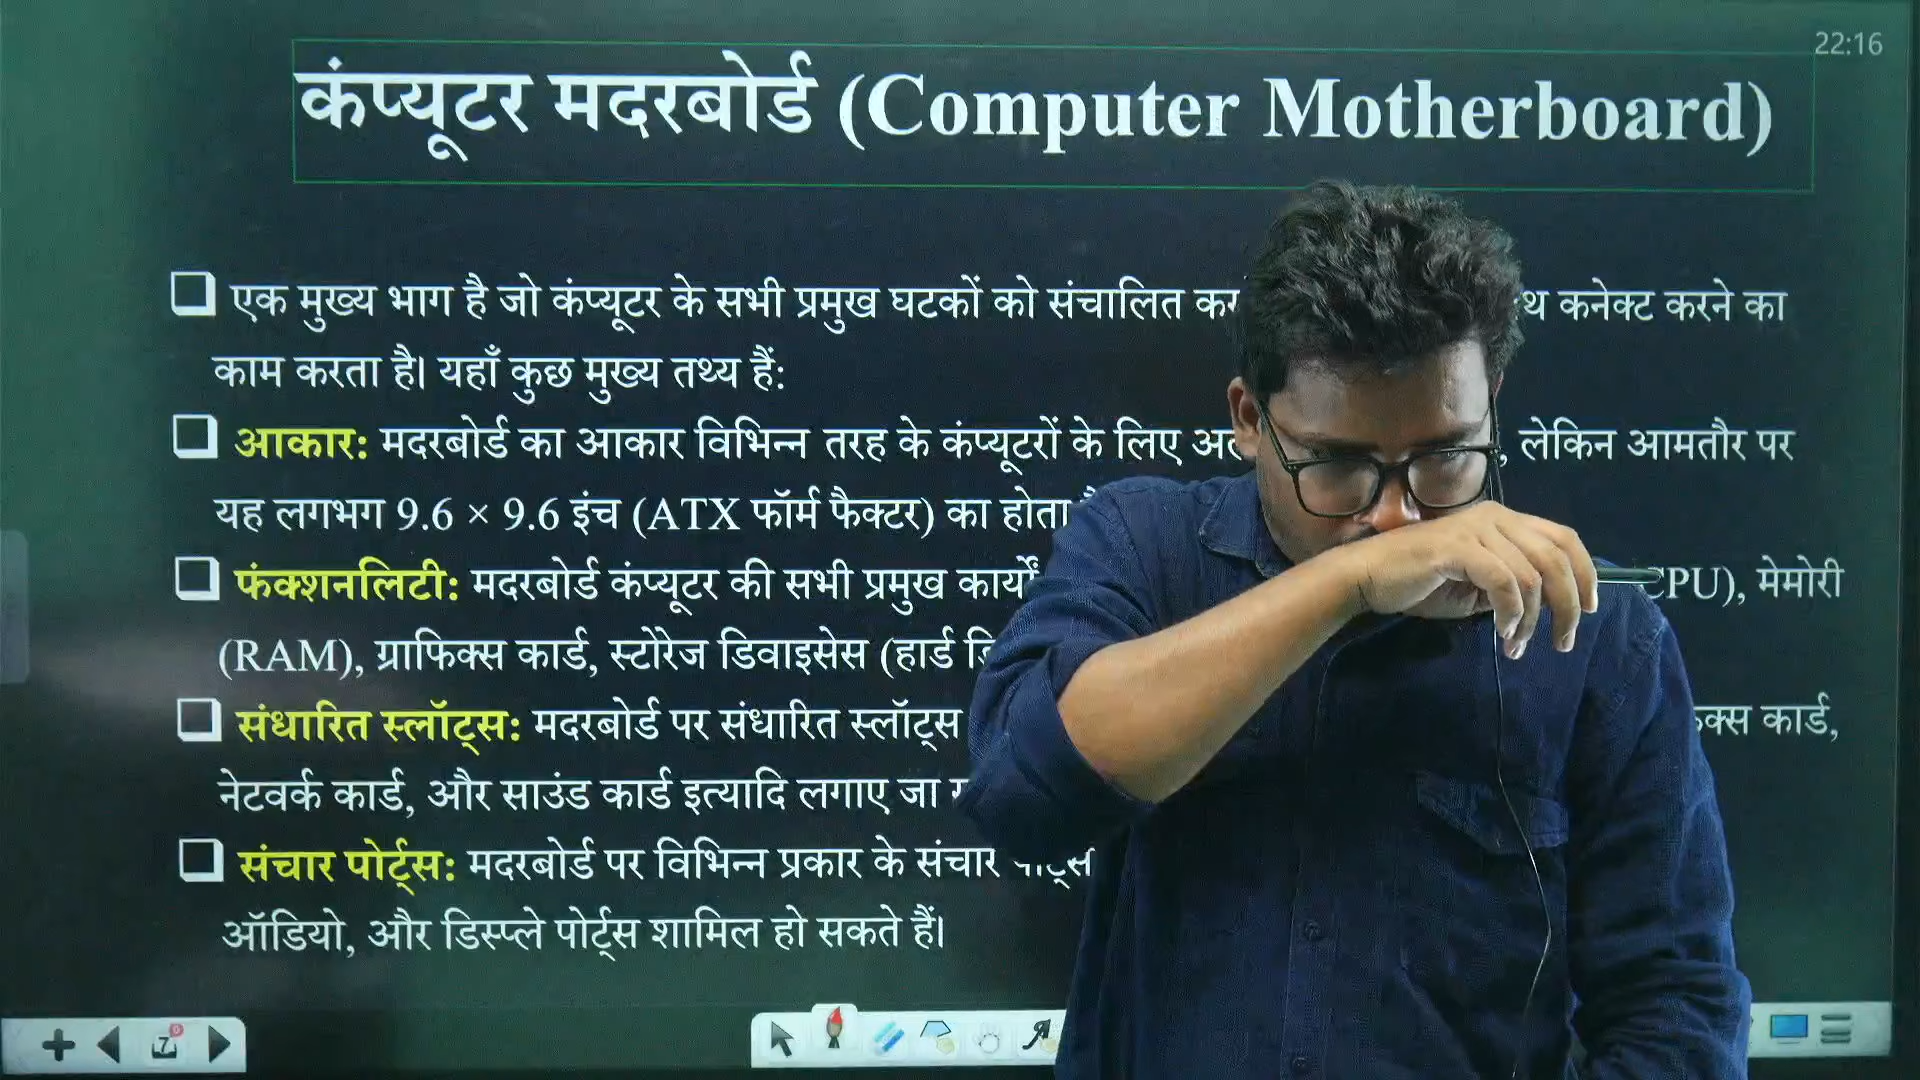 22:16
कंप्यूटर मदरबोर्ड (Computer Motherboard)
एक मुख्य भाग है जो कंप्यूटर के सभी प्रमुख घटकों को संचालित कनेक्ट करने का
काम करता है। यहाँ कुछ मुख्य तथ्य हैं:
आकार: मदरबोर्ड का आकार विभिन्न तरह के कंप्यूटरों के लिए , लेकिन आमतौर पर
यह लगभग 9.6 × 9.6 इंच (ATX फॉर्म फैक्टर) का होता
फंक्शनलिटी: मदरबोर्ड कंप्यूटर की सभी प्रमुख कार्यों CPU), मेमोरी
(RAM), ग्राफिक्स कार्ड, स्टोरेज डिवाइसेस (हार्ड
संधारित स्लॉट्स: मदरबोर्ड पर संधारित स्लॉट्स कार्ड,
नेटवर्क कार्ड, और साउंड कार्ड इत्यादि लगाए जा
संचार पोर्ट्स: मदरबोर्ड पर विभिन्न प्रकार के संचार
ऑडियो, और डिस्प्ले पोर्ट्स शामिल हो सकते हैं।
7